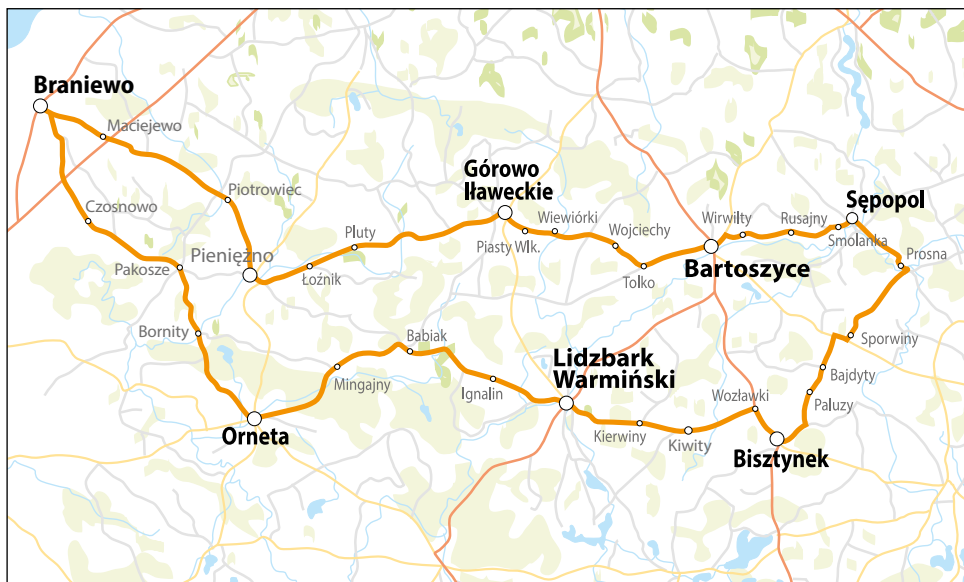 Braniewo
Maciejewo
Górowo
Iławeckie
Piotrowiec
Sępopol
Czosnowo
Wiewiórki
Wirwilty
Rusajny
Pluty
Wojciechy
Smolanka
Piasty Wlk.
Pieniężno
Prosna
Pakosze
Bartoszyce
Łoźnik
Tolko
Bornity
Babiak
Sporwiny
Lidzbark
Warmiński
Bajdyty
Mingajny
Ignalin
Wozławki
Paluzy
Orneta
Kierwiny
Kiwity
Bisztynek